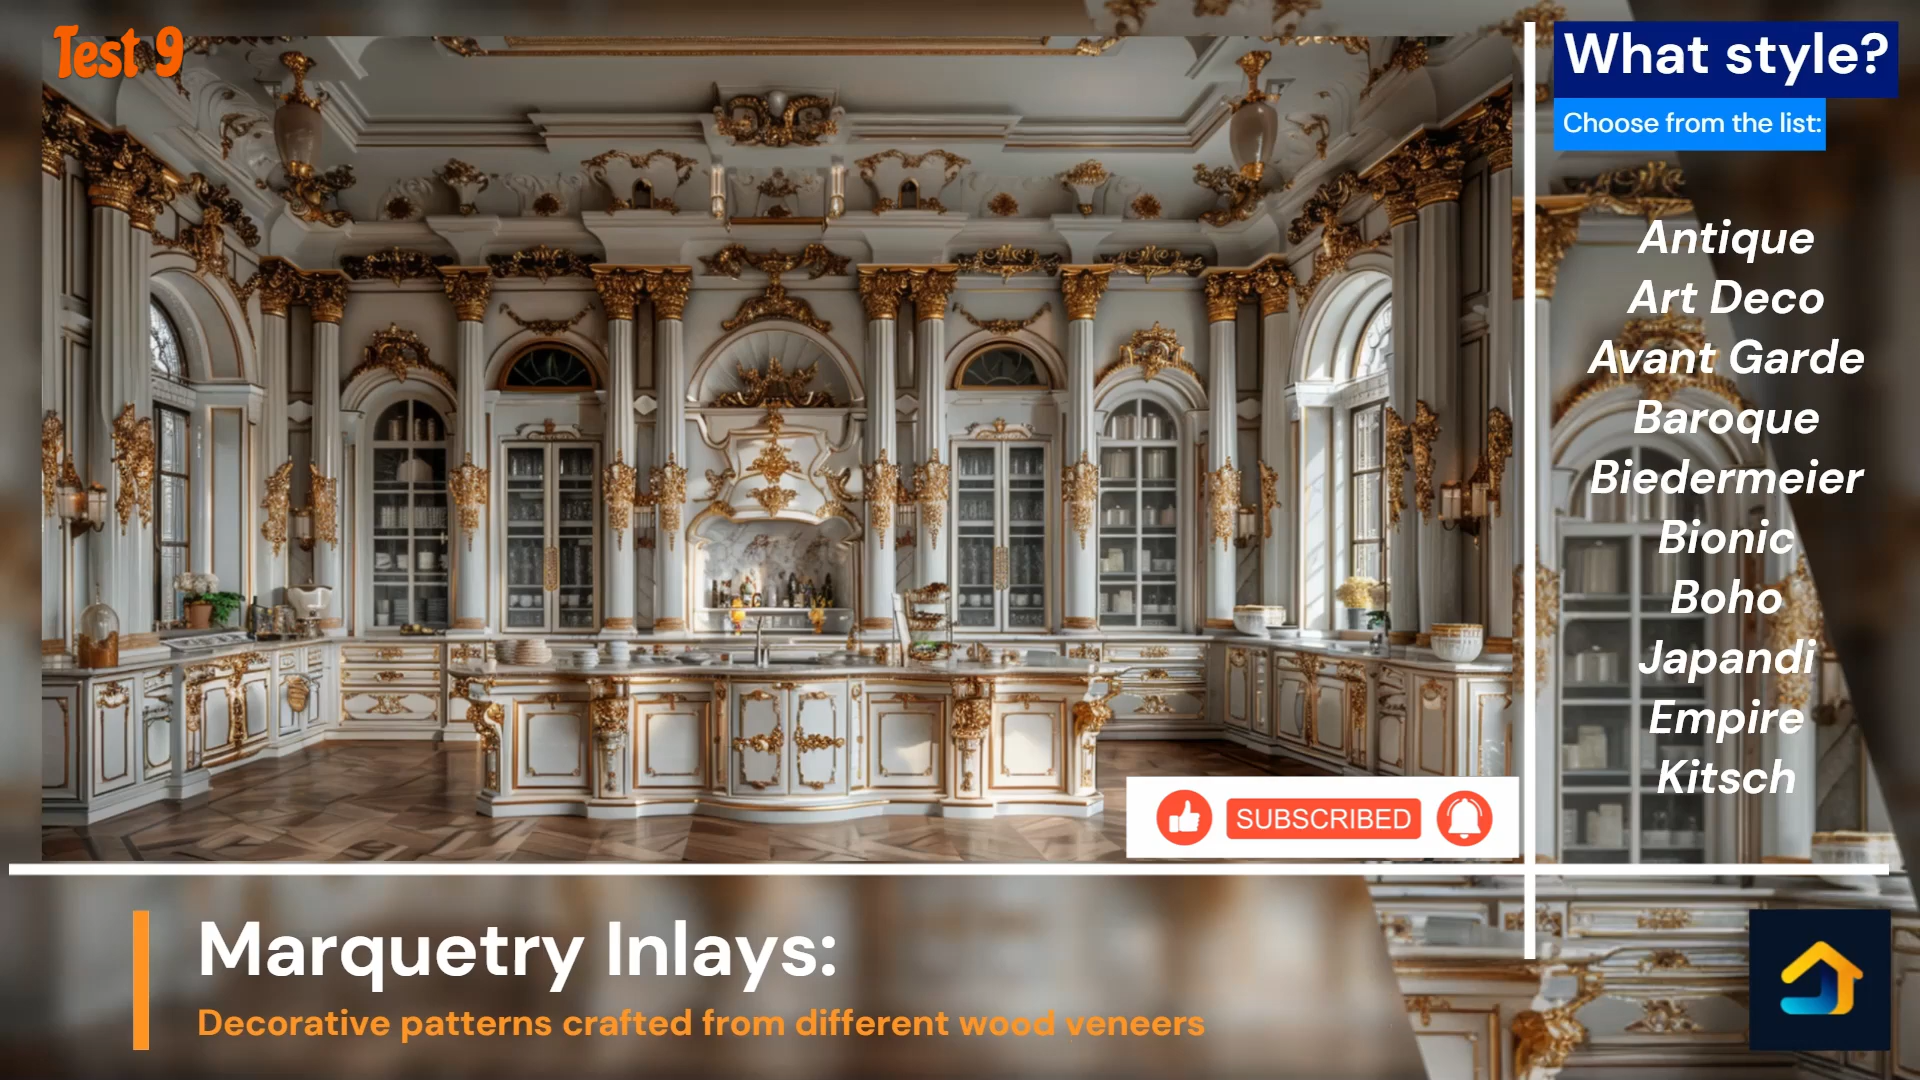 Test 9
What style?
Choose from the list:
Antique
Art Deco
Avant Garde
Baroque
Biedermeier
Bionic
Boho
Japandi
Empire
Kitsch
SUBSCRIBED
Marquetry Inlays:
Decorative patterns crafted from different wood veneers